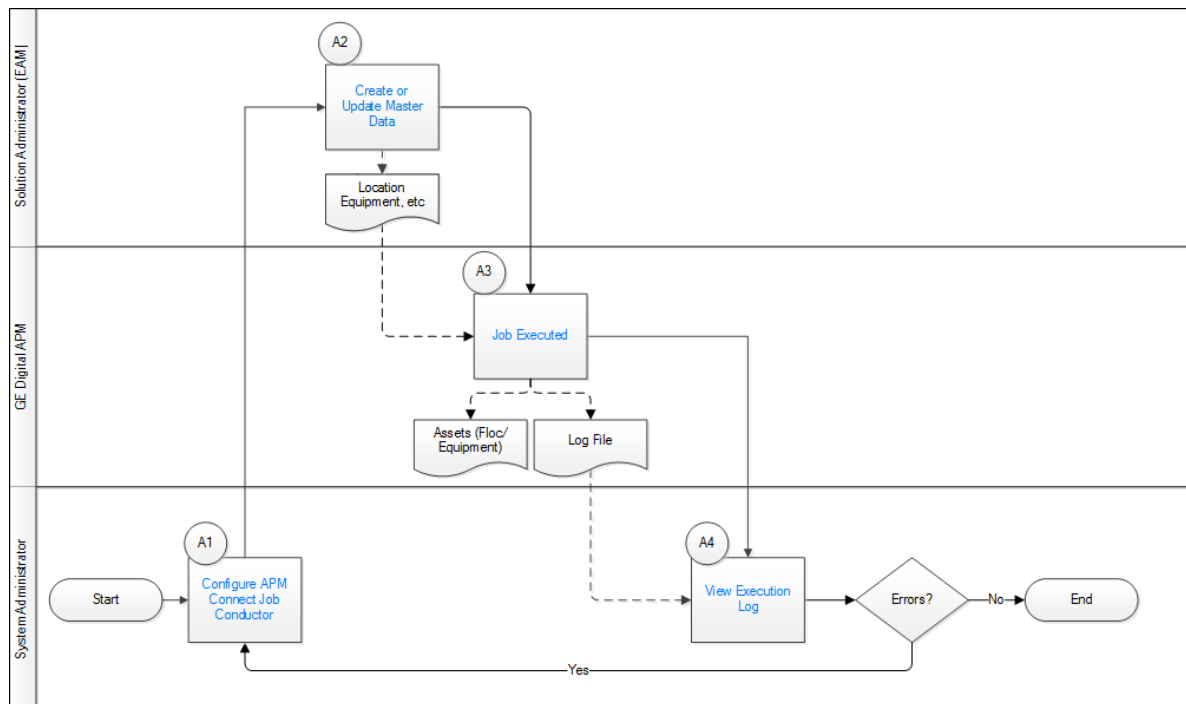 Solution Administrator (EAM)
A2
Create or
Update Master
Data
Location
Equipment, etc
GE Digital APM
A3
Job Executed
Assets (Floc/
Equipment)
Log File
System Administrator
Start
A1
Configure APM
Connect Job
Conductor
A4
View Execution
Log
Errors?
No
End
Yes